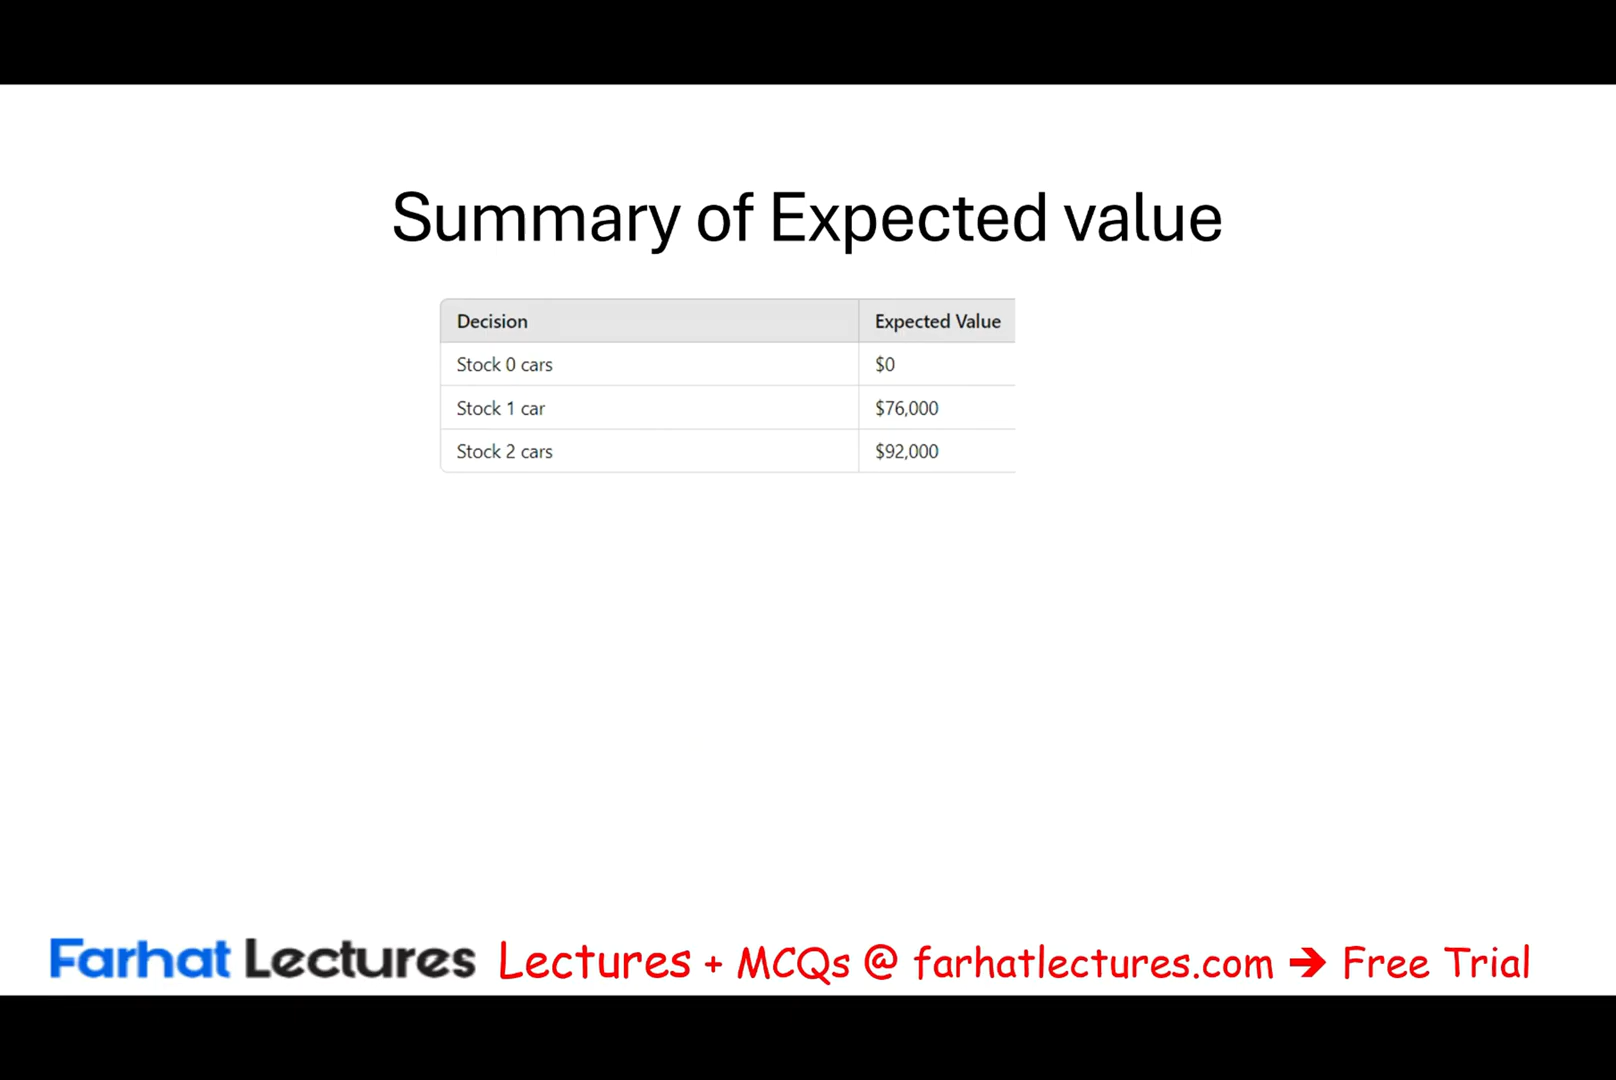 Summary of Expected value
Decision Expected Value
Stock 0 cars $0
Stock 1 car $76,000
Stock 2 cars $92,000
Farhat Lectures Lectures + MCQs @ farhatlectures.com → Free Trial